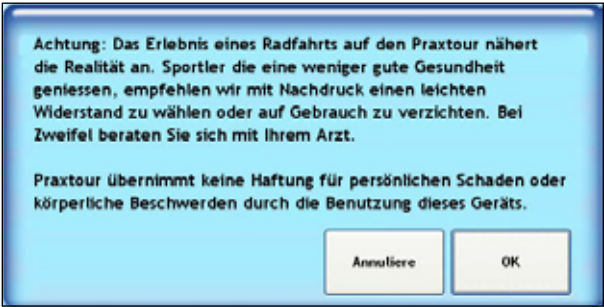 Achtung: Das Erlebnis eines Radfahrts auf den Praxtour nähert
die Realität an. Sportler die eine weniger gute Gesundheit
geniessen, empfehlen wir mit Nachdruck einen leichten
Widerstand zu wählen oder auf Gebrauch zu verzichten. Bei
Zweifel beraten Sie sich mit Ihrem Arzt.
Praxtour übernimmt keine Haftung für persönlichen Schaden oder
körperliche Beschwerden durch die Benutzung dieses Geräts.
Annuliere OK